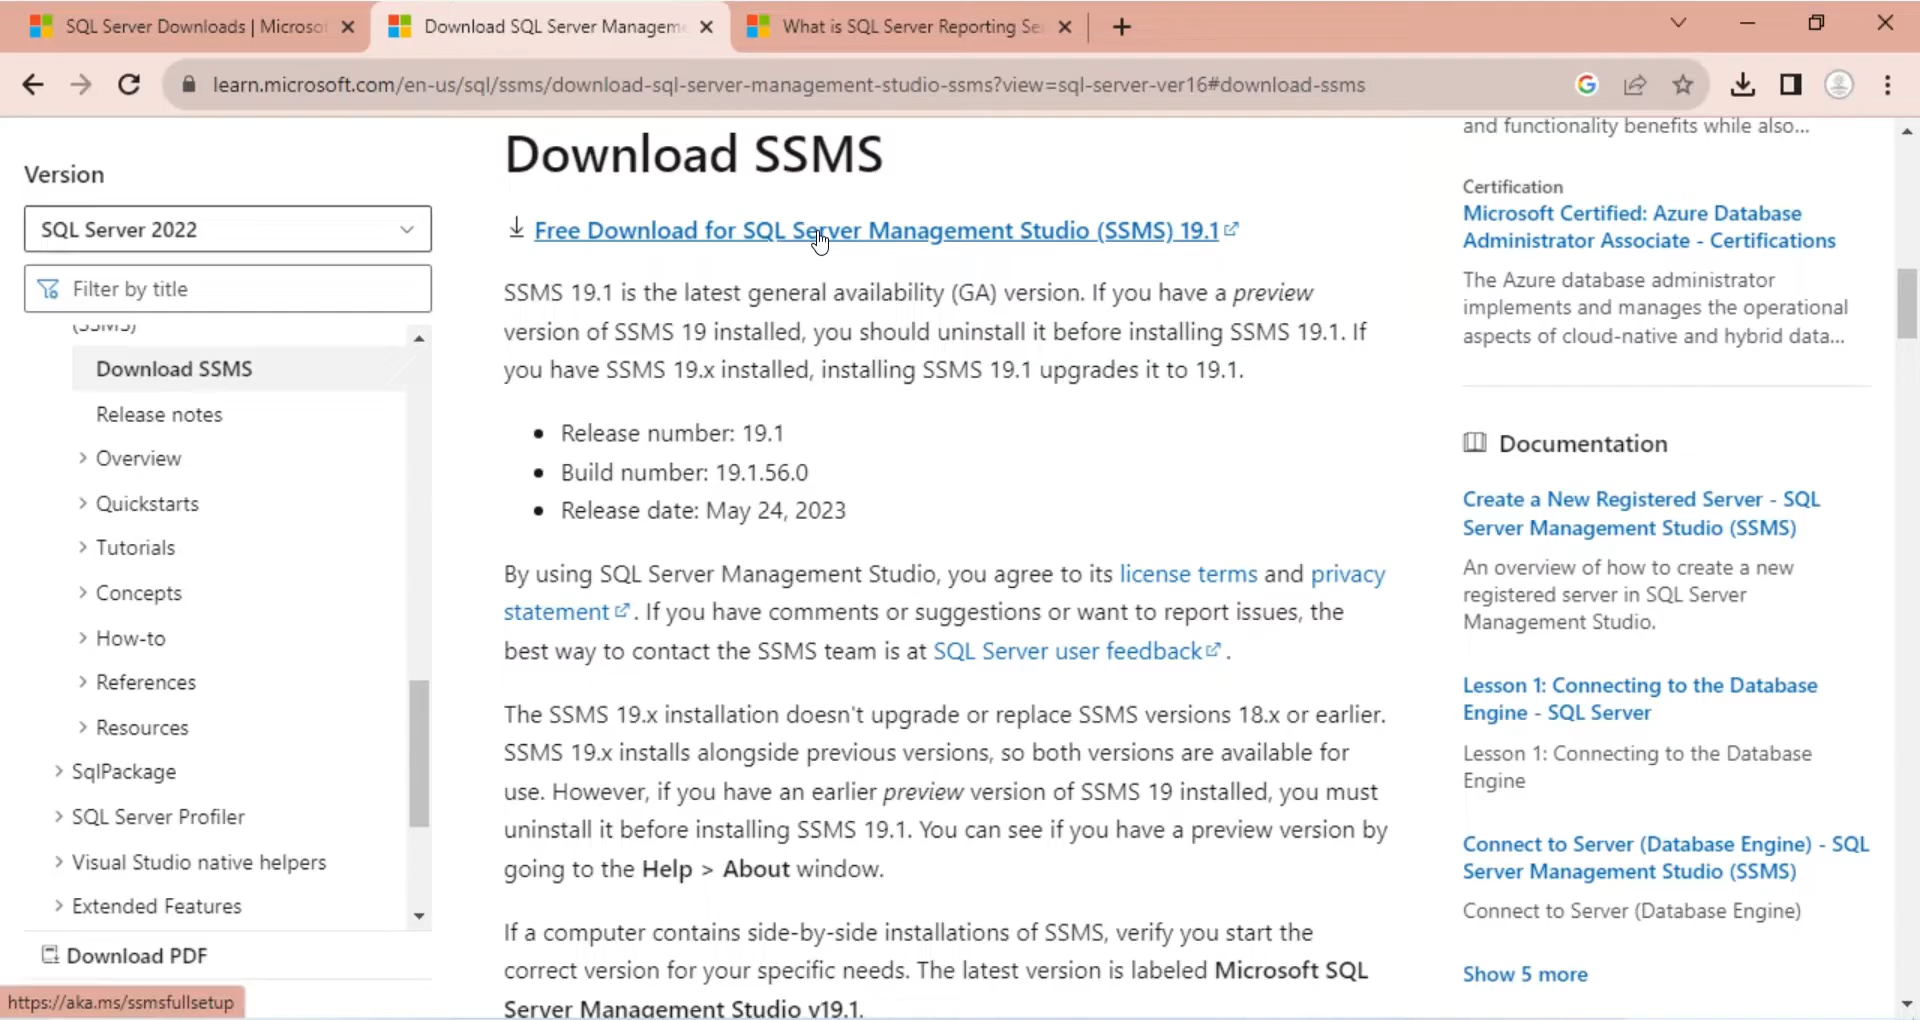 SQL Server Downloads | Microso
Download SQL Server Managem
What is SQL Server Reporting Se
learn.microsoft.com/en-us/sql/ssms/download-sql-server-management-studio-ssms?view=sql-server-ver16#download-ssms
Version
SQL Server 2022
Filter by title
(SSMS)
Download SSMS
Release notes
Overview
Quickstarts
Tutorials
Concepts
How-to
References
Resources
SqlPackage
SQL Server Profiler
Visual Studio native helpers
Extended Features
Download PDF
https://aka.ms/ssmsfullsetup
Download SSMS
Free Download for SQL Server Management Studio (SSMS) 19.1
SSMS 19.1 is the latest general availability (GA) version. If you have a preview
version of SSMS 19 installed, you should uninstall it before installing SSMS 19.1. If
you have SSMS 19.x installed, installing SSMS 19.1 upgrades it to 19.1.
• Release number: 19.1
• Build number: 19.1.56.0
• Release date: May 24, 2023
By using SQL Server Management Studio, you agree to its license terms and privacy
statement. If you have comments or suggestions or want to report issues, the
best way to contact the SSMS team is at SQL Server user feedback.
The SSMS 19.x installation doesn't upgrade or replace SSMS versions 18.x or earlier.
SSMS 19.x installs alongside previous versions, so both versions are available for
use. However, if you have an earlier preview version of SSMS 19 installed, you must
uninstall it before installing SSMS 19.1. You can see if you have a preview version by
going to the Help > About window.
If a computer contains side-by-side installations of SSMS, verify you start the
correct version for your specific needs. The latest version is labeled Microsoft SQL
Server Management Studio v19.1.
and functionality benefits while also...
Certification
Microsoft Certified: Azure Database
Administrator Associate - Certifications
The Azure database administrator
implements and manages the operational
aspects of cloud-native and hybrid data...
Documentation
Create a New Registered Server - SQL
Server Management Studio (SSMS)
An overview of how to create a new
registered server in SQL Server
Management Studio.
Lesson 1: Connecting to the Database
Engine - SQL Server
Lesson 1: Connecting to the Database
Engine
Connect to Server (Database Engine) - SQL
Server Management Studio (SSMS)
Connect to Server (Database Engine)
Show 5 more